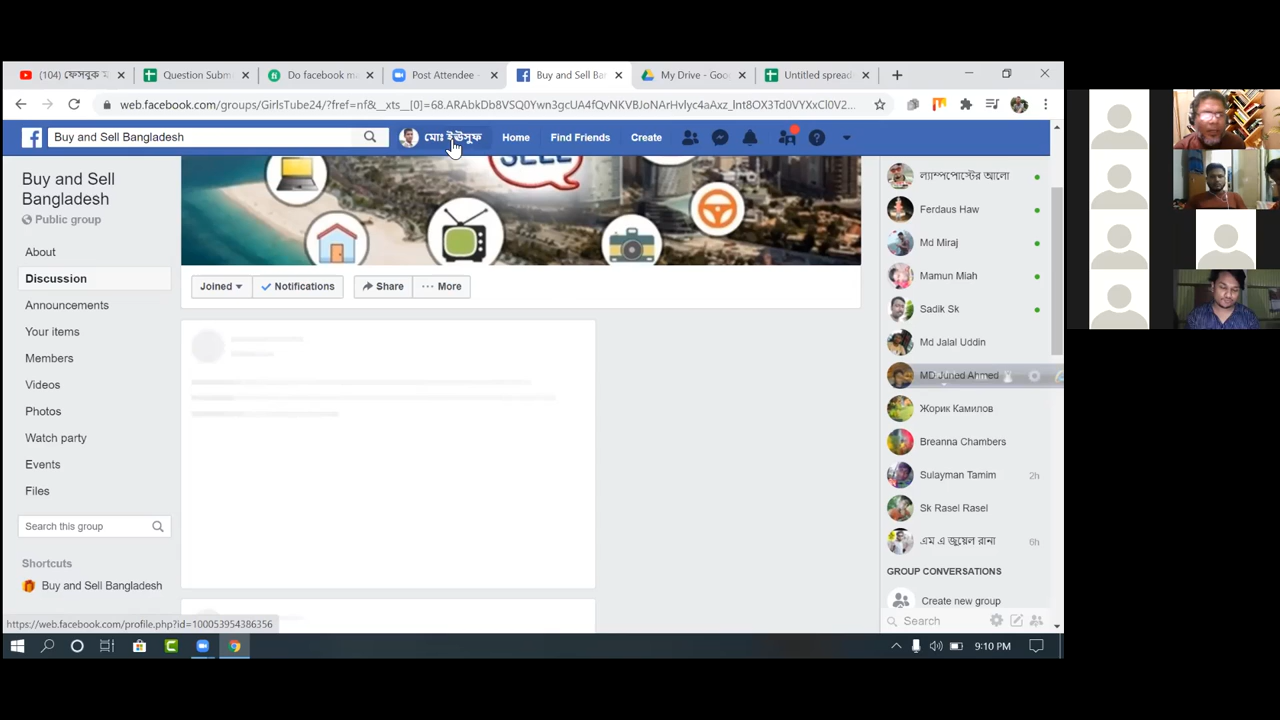 (104) ফেসবুক ম
Question Subm
Do facebook ma
Post Attendee -
Buy and Sell Ba
My Drive - Goo
Untitled spread
web.facebook.com/groups/GirlsTube24/?fref=nf&__xts__[0]=68.ARAbkDb8VSQ0Ywn3gcUA4fQvNKVBJoNArHvlyc4aAxz_lnt8OX3Td0VYXxCl0V2...
Buy and Sell Bangladesh
মোঃ ইউসুফ
Home
Find Friends
Create
SELL
Buy and Sell
Bangladesh
Public group
About
Discussion
Announcements
Your items
Members
Videos
Photos
Watch party
Events
Files
Search this group
Shortcuts
Buy and Sell Bangladesh
Joined
Notifications
Share
More
ল্যাম্পপোস্টের আলো
Ferdaus Haw
Md Miraj
Mamun Miah
Sadik Sk
Md Jalal Uddin
MD Juned Ahmed
Жорик Камилов
Breanna Chambers
Sulayman Tamim 2h
Sk Rasel Rasel
এম এ জুয়েল রানা 6h
GROUP CONVERSATIONS
Create new group
Search
https://web.facebook.com/profile.php?id=100053954386356
9:10 PM